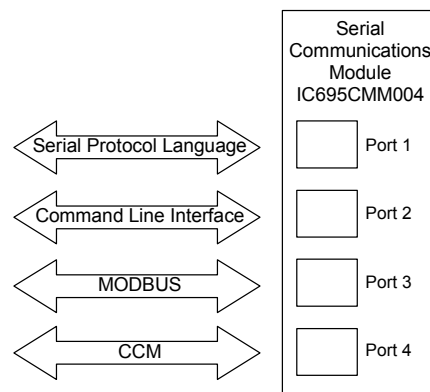 Serial
Communications
Module
IC695CMM004
Serial Protocol Language
Port 1
Command Line Interface
Port 2
MODBUS
Port 3
CCM
Port 4